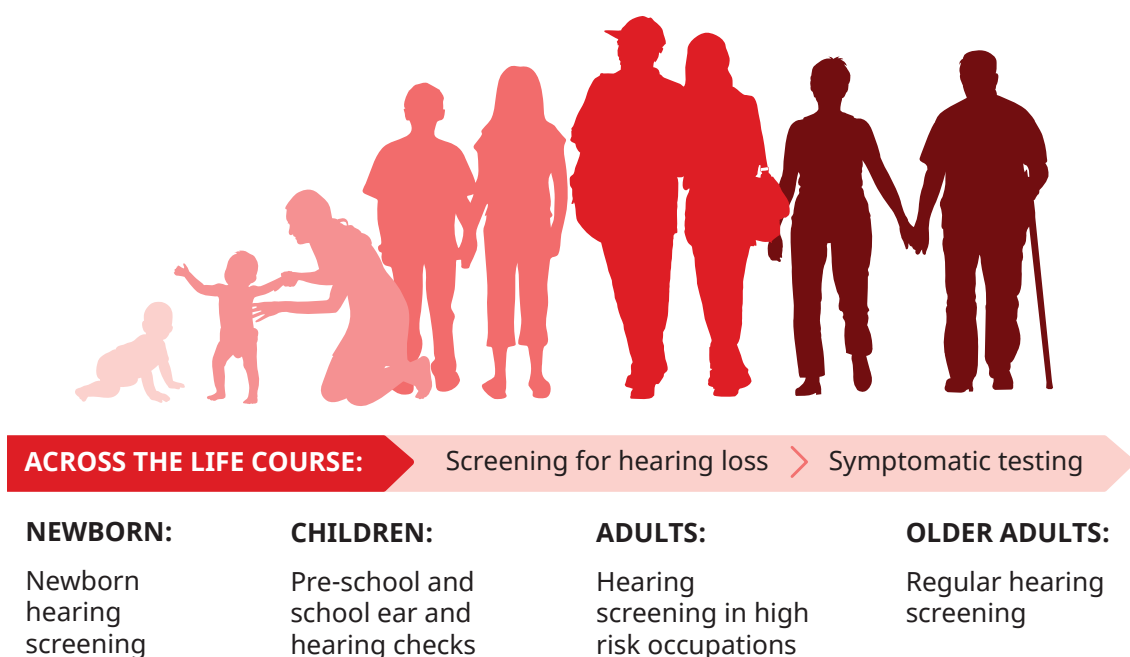 ACROSS THE LIFE COURSE: Screening for hearing loss Symptomatic testing
NEWBORN:
Newborn
hearing
screening
CHILDREN:
Pre-school and
school ear and
hearing checks
ADULTS:
Hearing
screening in high
risk occupations
OLDER ADULTS:
Regular hearing
screening